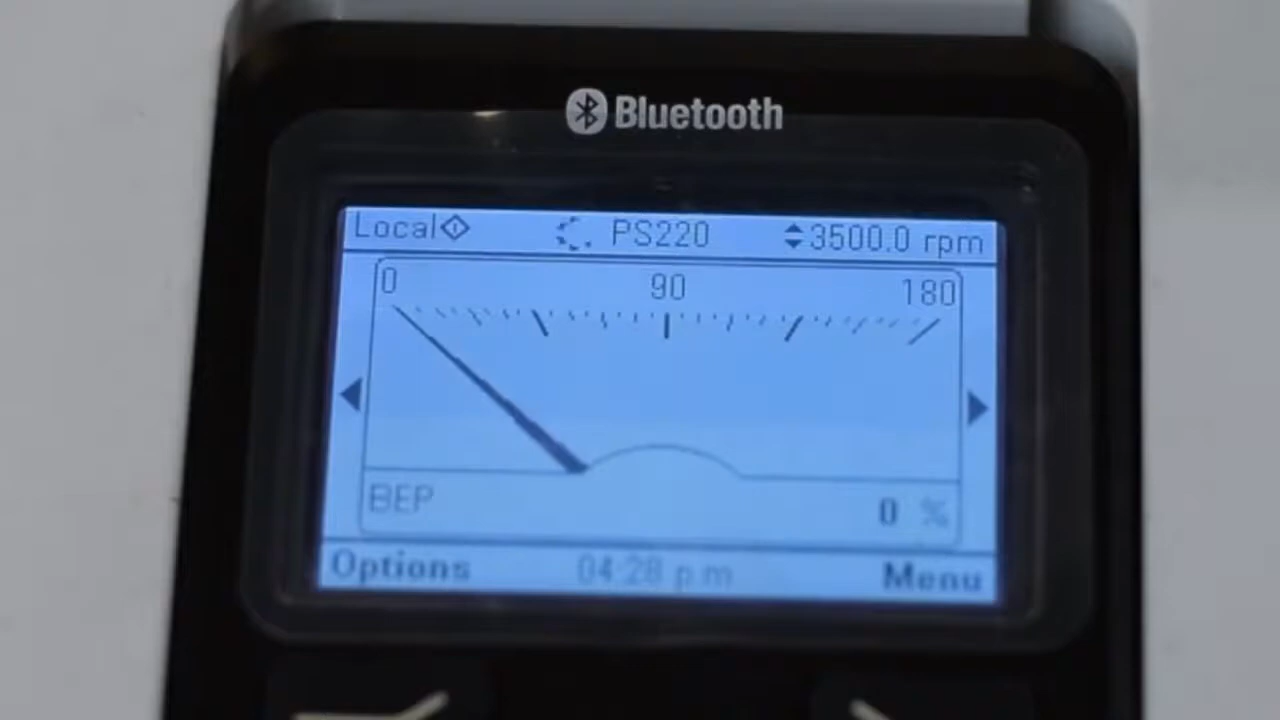 Bluetooth
Local PS220 3500.0 rpm
0 90 180
BEP 0 %
Options 04:28 p.m Menu